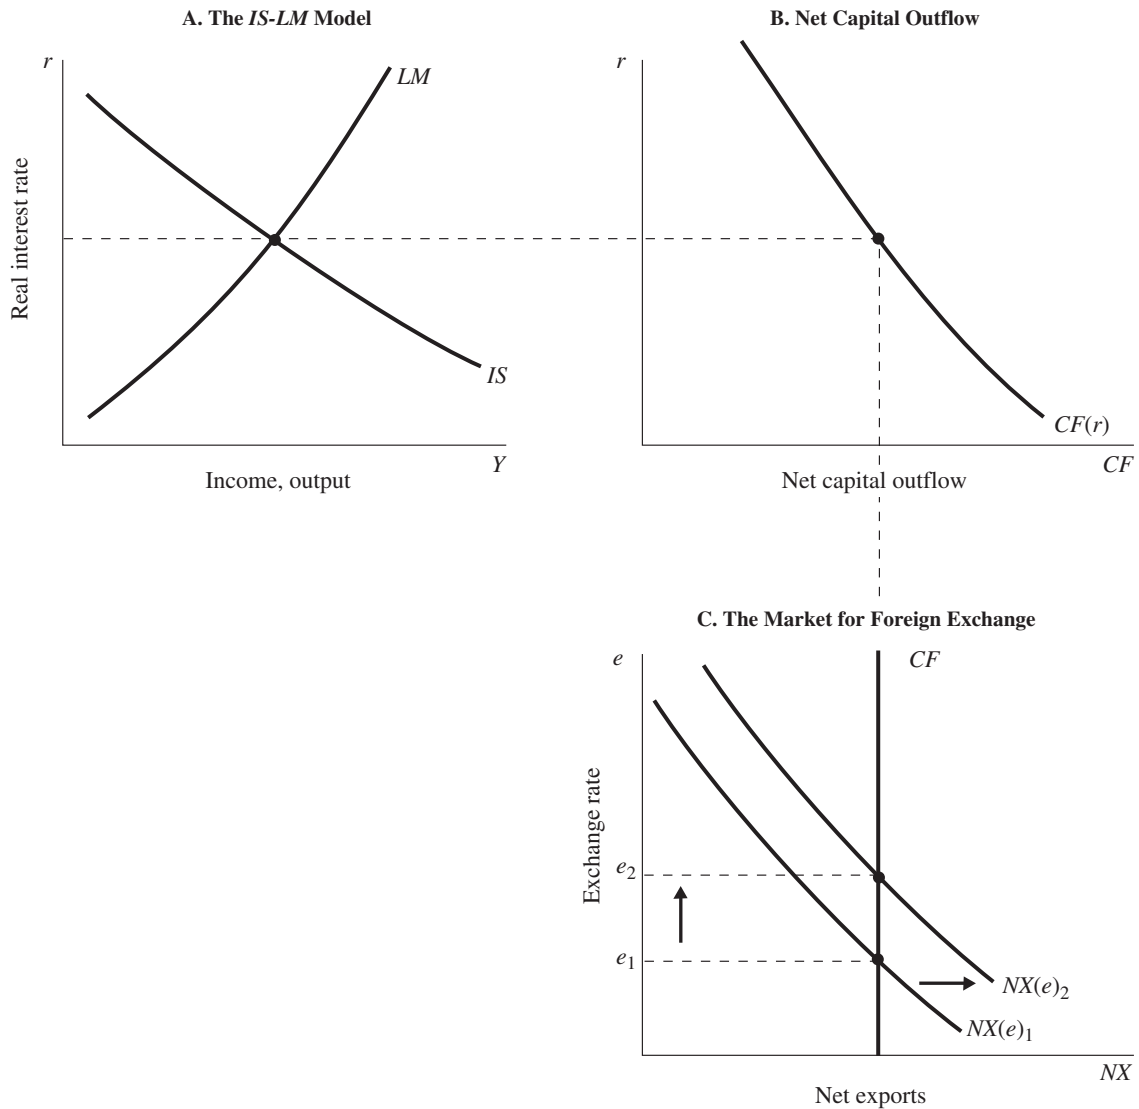 A. The IS-LM Model
r
LM
Real interest rate
IS
Y
Income, output
B. Net Capital Outflow
r
CF(r)
CF
Net capital outflow
C. The Market for Foreign Exchange
e
CF
Exchange rate
e2
e1
NX(e)2
NX(e)1
NX
Net exports